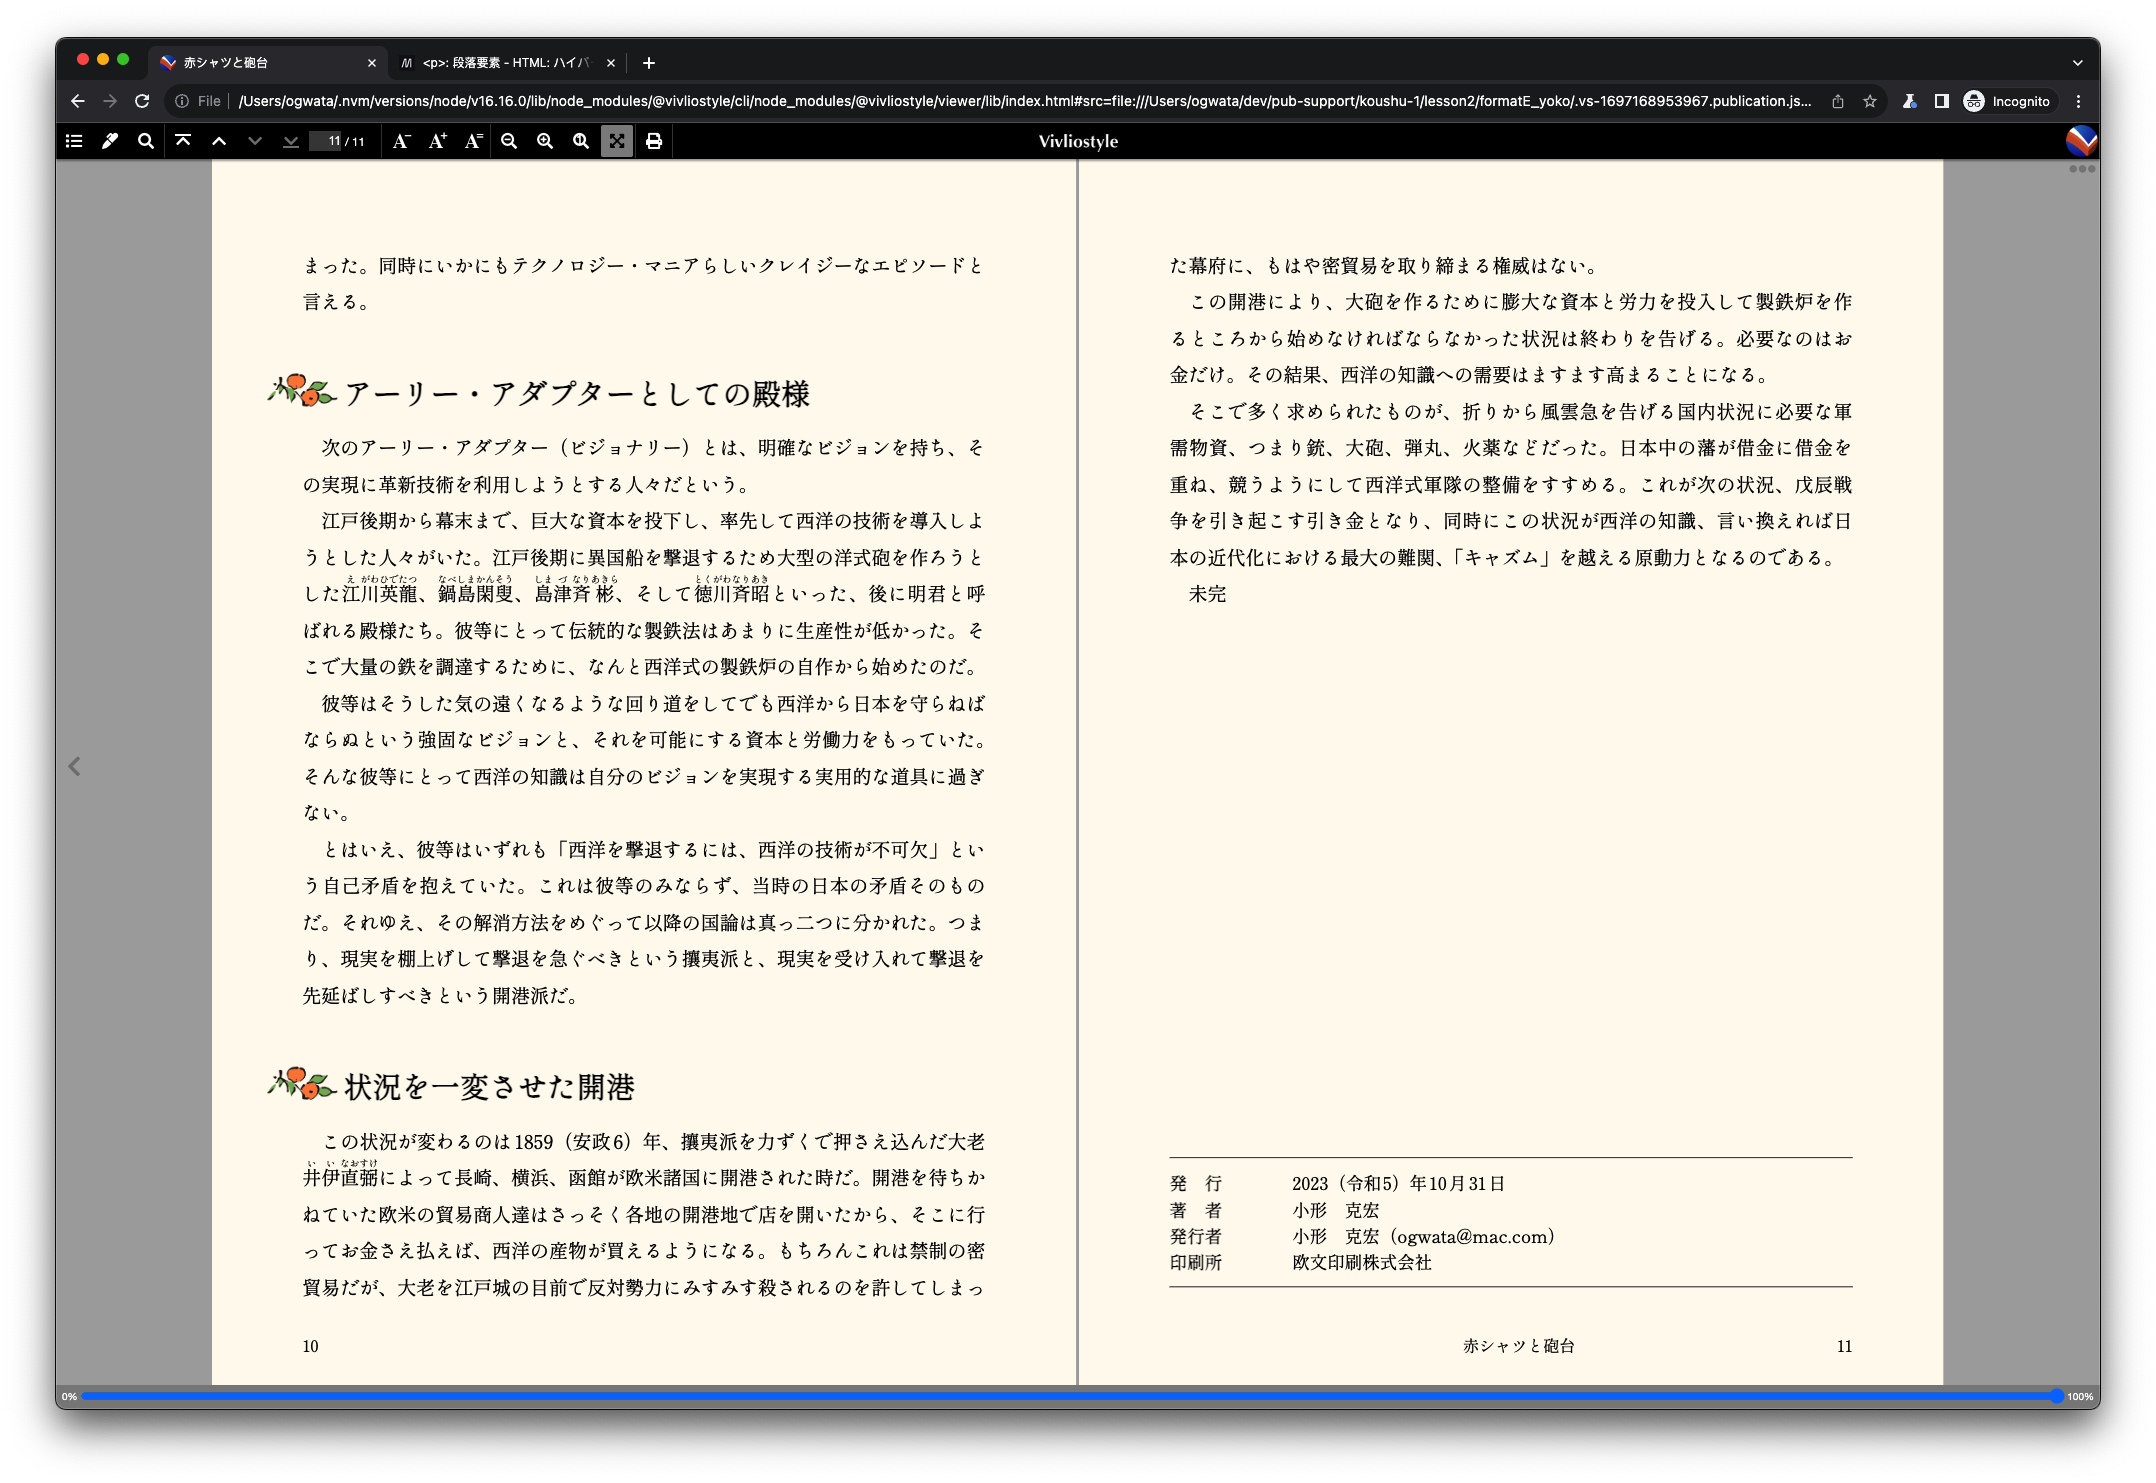 赤シャツと砲台
<p>: 段落要素 - HTML: ハイパ
File
/Users/ogwata/.nvm/versions/node/v16.16.0/lib/node_modules/@vivliostyle/cli/node_modules/@vivliostyle/viewer/lib/index.html#src=file:///Users/ogwata/dev/pub-support/koushu-1/lesson2/formatE_yoko/.vs-1697168953967.publication.js...
Incognito
11 / 11
A-
A+
A=
Vivliostyle
まった。同時にいかにもテクノロジー・マニアらしいクレイジーなエピソードと
言える。
アーリー・アダプターとしての殿様
次のアーリー・アダプター（ビジョナリー）とは、明確なビジョンを持ち、そ
の実現に革新技術を利用しようとする人々だという。
江戸後期から幕末まで、巨大な資本を投下し、率先して西洋の技術を導入しよ
うとした人々がいた。江戸後期に異国船を撃退するため大型の洋式砲を作ろうと
えがわひでたつ なべしまかんそう しまづなりあきら とくがわなりあき
した江川英龍、鍋島閑叟、島津斉彬、そして徳川斉昭といった、後に明君と呼
ばれる殿様たち。彼等にとって伝統的な製鉄法はあまりに生産性が低かった。そ
こで大量の鉄を調達するために、なんと西洋式の製鉄炉の自作から始めたのだ。
彼等はそうした気の遠くなるような回り道をしてでも西洋から日本を守らねば
ならぬという強固なビジョンと、それを可能にする資本と労働力をもっていた。
そんな彼等にとって西洋の知識は自分のビジョンを実現する実用的な道具に過ぎ
ない。
とはいえ、彼等はいずれも「西洋を撃退するには、西洋の技術が不可欠」とい
う自己矛盾を抱えていた。これは彼等のみならず、当時の日本の矛盾そのもの
だ。それゆえ、その解消方法をめぐって以降の国論は真っ二つに分かれた。つま
り、現実を棚上げして撃退を急ぐべきという攘夷派と、現実を受け入れて撃退を
先延ばしすべきという開港派だ。
状況を一変させた開港
この状況が変わるのは1859（安政6）年、攘夷派を力ずくで押さえ込んだ大老
いいなおすけ
井伊直弼によって長崎、横浜、函館が欧米諸国に開港された時だ。開港を待ちか
ねていた欧米の貿易商人達はさっそく各地の開港地で店を開いたから、そこに行
ってお金さえ払えば、西洋の産物が買えるようになる。もちろんこれは禁制の密
貿易だが、大老を江戸城の目前で反対勢力にみすみす殺されるのを許してしまっ
10
た幕府に、もはや密貿易を取り締まる権威はない。
この開港により、大砲を作るために膨大な資本と労力を投入して製鉄炉を作
るところから始めなければならなかった状況は終わりを告げる。必要なのはお
金だけ。その結果、西洋の知識への需要はますます高まることになる。
そこで多く求められたものが、折りから風雲急を告げる国内状況に必要な軍
需物資、つまり銃、大砲、弾丸、火薬などだった。日本中の藩が借金に借金を
重ね、競うようにして西洋式軍隊の整備をすすめる。これが次の状況、戊辰戦
争を引き起こす引き金となり、同時にこの状況が西洋の知識、言い換えれば日
本の近代化における最大の難関、「キャズム」を越える原動力となるのである。
未完
発　行　2023（令和5）年10月31日
著　者　小形　克宏
発行者　小形　克宏（ogwata@mac.com）
印刷所　欧文印刷株式会社
赤シャツと砲台 11
0% 100%